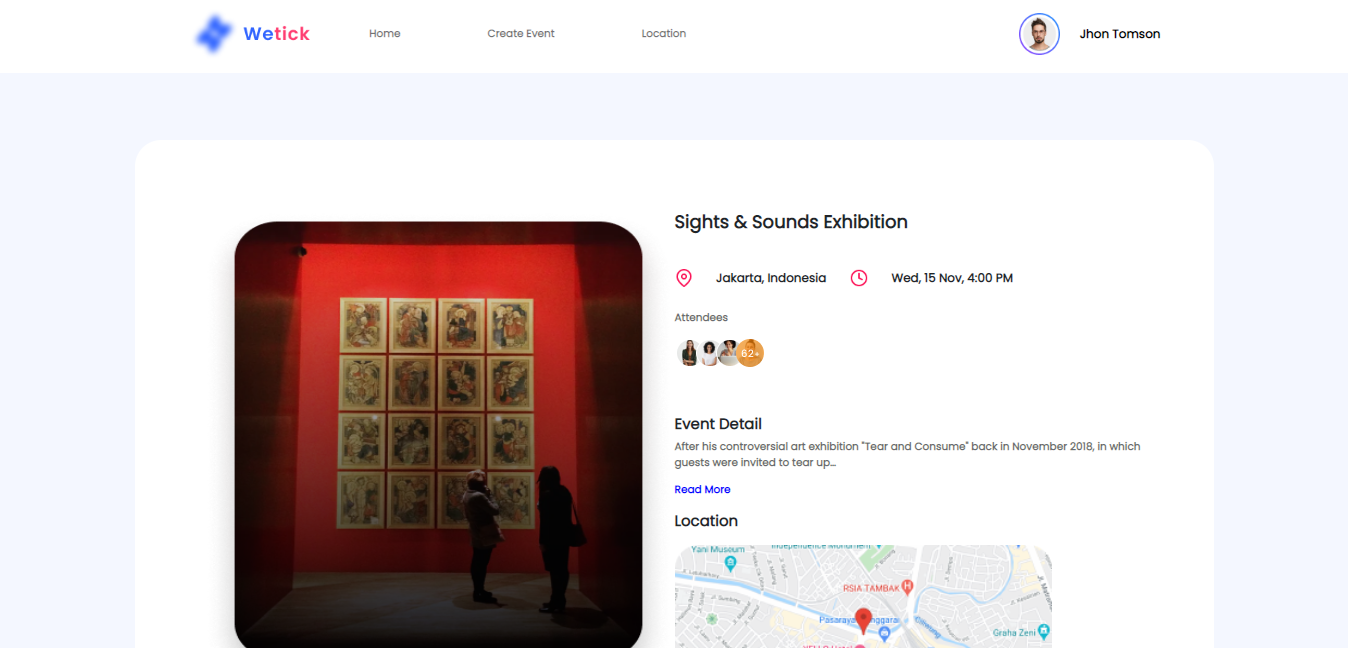 Wetick
Home
Create Event
Location
Jhon Tomson
Sights & Sounds Exhibition
Jakarta, Indonesia
Wed, 15 Nov, 4:00 PM
Attendees
62+
Event Detail
After his controversial art exhibition "Tear and Consume" back in November 2018, in which
guests were invited to tear up...
Read More
Location
Yani Museum
Independence Monument
RSIA TAMBAK
H
Graha Zeni